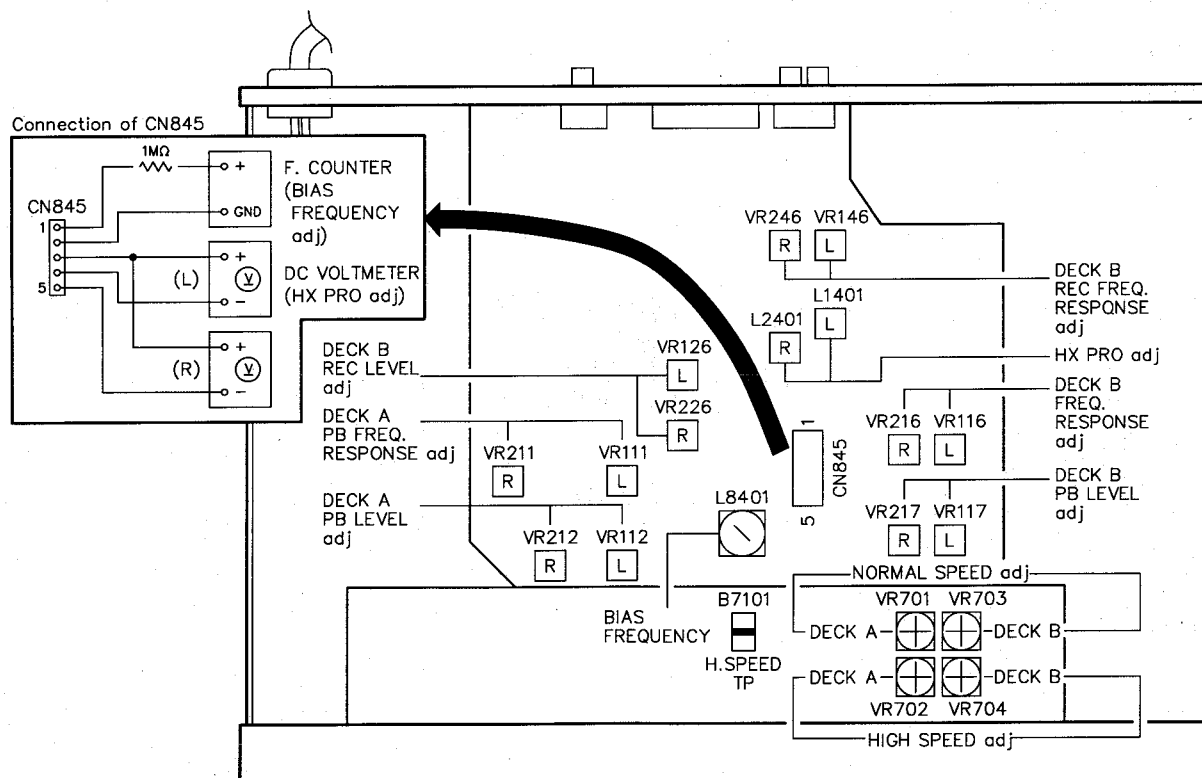 Connection of CN845
1MΩ
+
F. COUNTER
(BIAS
FREQUENCY
adj)
GND
CN845
1
5
(L)
+
V
-
DC VOLTMETER
(HX PRO adj)
(R)
+
V
-
VR246
VR146
R
L
DECK B
REC FREQ.
RESPONSE
adj
L1401
L
L2401
R
HX PRO adj
DECK B
REC LEVEL
adj
VR126
L
VR226
R
DECK B
FREQ.
RESPONSE
adj
VR216
VR116
R
L
DECK A
PB FREQ.
RESPONSE adj
VR211
VR111
R
L
1
CN845
5
DECK B
PB LEVEL
adj
VR217
VR117
R
L
DECK A
PB LEVEL
adj
VR212
VR112
R
L
L8401
BIAS
FREQUENCY
B7101
H.SPEED
TP
NORMAL SPEED adj
VR701
VR703
DECK A
DECK B
DECK A
DECK B
VR702
VR704
HIGH SPEED adj